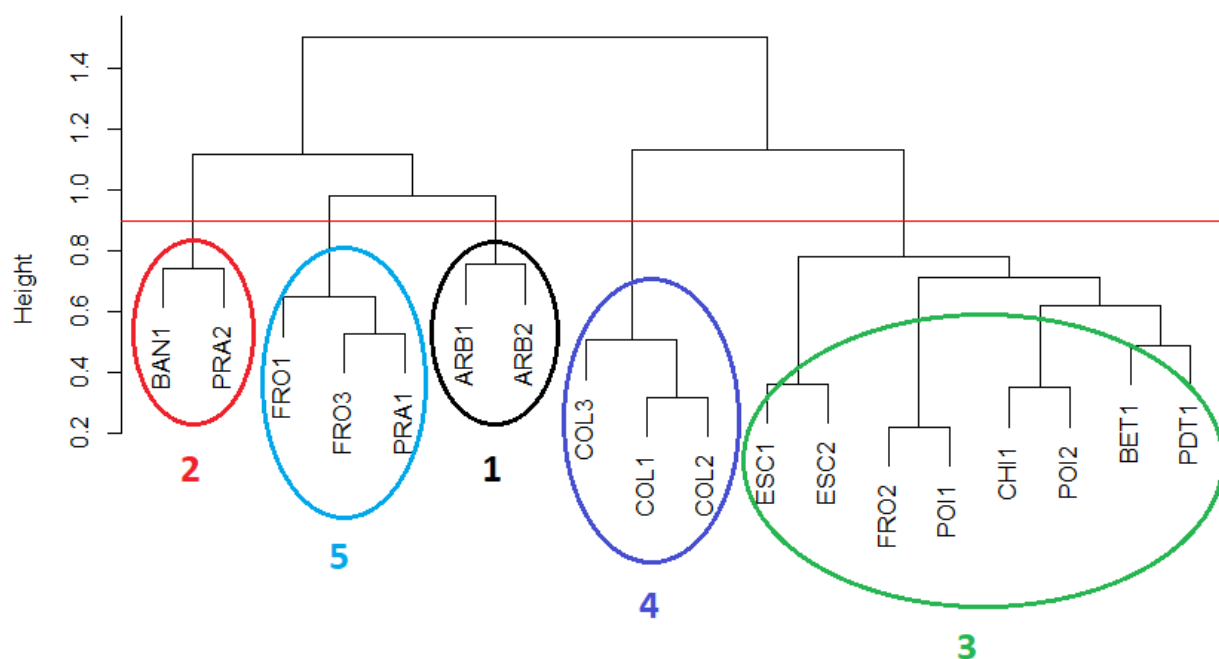 Height
1.4
1.2
1.0
0.8
0.6
0.4
0.2
BAN1
PRA2
FRO1
FRO3
PRA1
ARB1
ARB2
COL3
COL1
COL2
ESC1
ESC2
FRO2
POI1
CHI1
POI2
BET1
PDT1
2
5
1
4
3